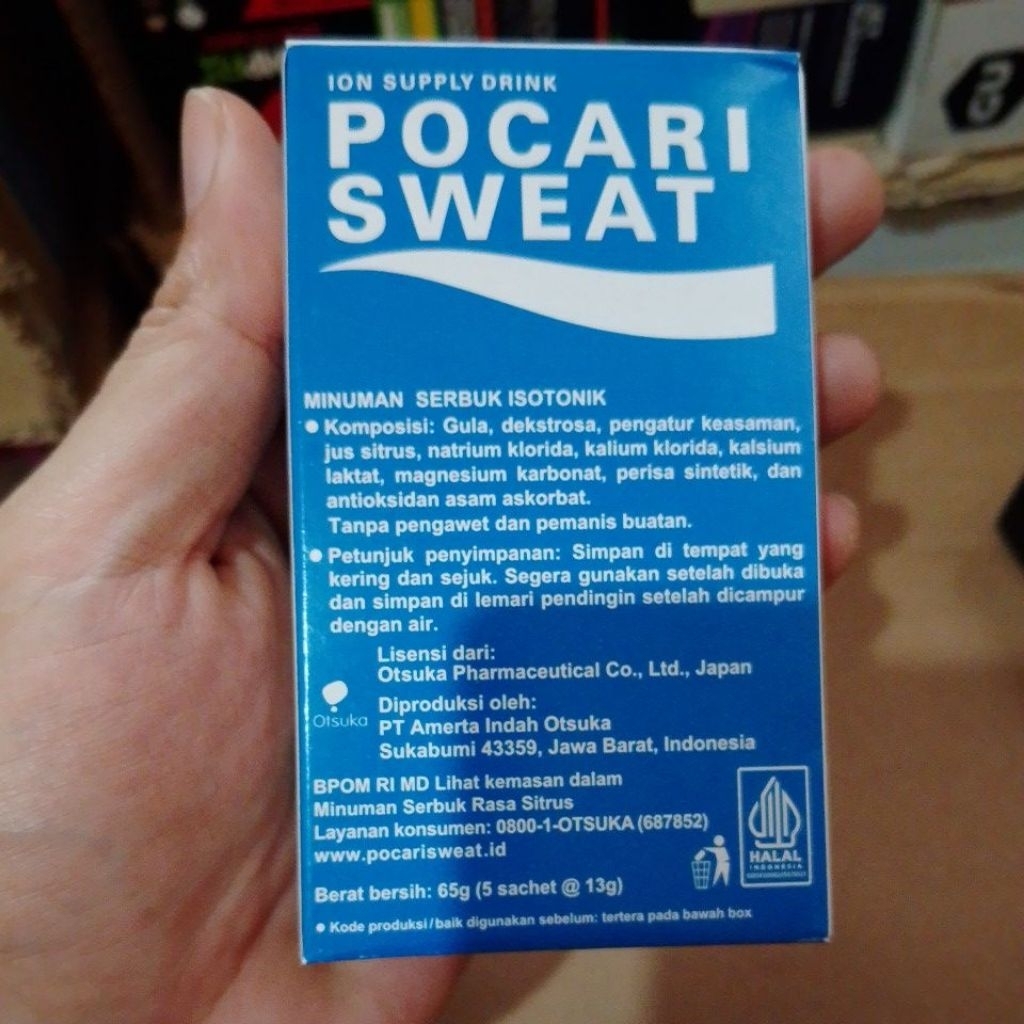 ION SUPPLY DRINK
POCARI
SWEAT
MINUMAN SERBUK ISOTONIK
● Komposisi: Gula, dekstrosa, pengatur keasaman,
jus sitrus, natrium klorida, kalium klorida, kalsium
laktat, magnesium karbonat, perisa sintetik, dan
antioksidan asam askorbat.
Tanpa pengawet dan pemanis buatan.
● Petunjuk penyimpanan: Simpan di tempat yang
kering dan sejuk. Segera gunakan setelah dibuka
dan simpan di lemari pendingin setelah dicampur
dengan air.
Lisensi dari:
Otsuka Pharmaceutical Co., Ltd., Japan
Otsuka
Diproduksi oleh:
PT Amerta Indah Otsuka
Sukabumi 43359, Jawa Barat, Indonesia
BPOM RI MD Lihat kemasan dalam
Minuman Serbuk Rasa Sitrus
Layanan konsumen: 0800-1-OTSUKA (687852)
www.pocarisweat.id
HALAL
INDONESIA
Berat bersih: 65g (5 sachet @ 13g)
● Kode produksi/baik digunakan sebelum: tertera pada bawah box